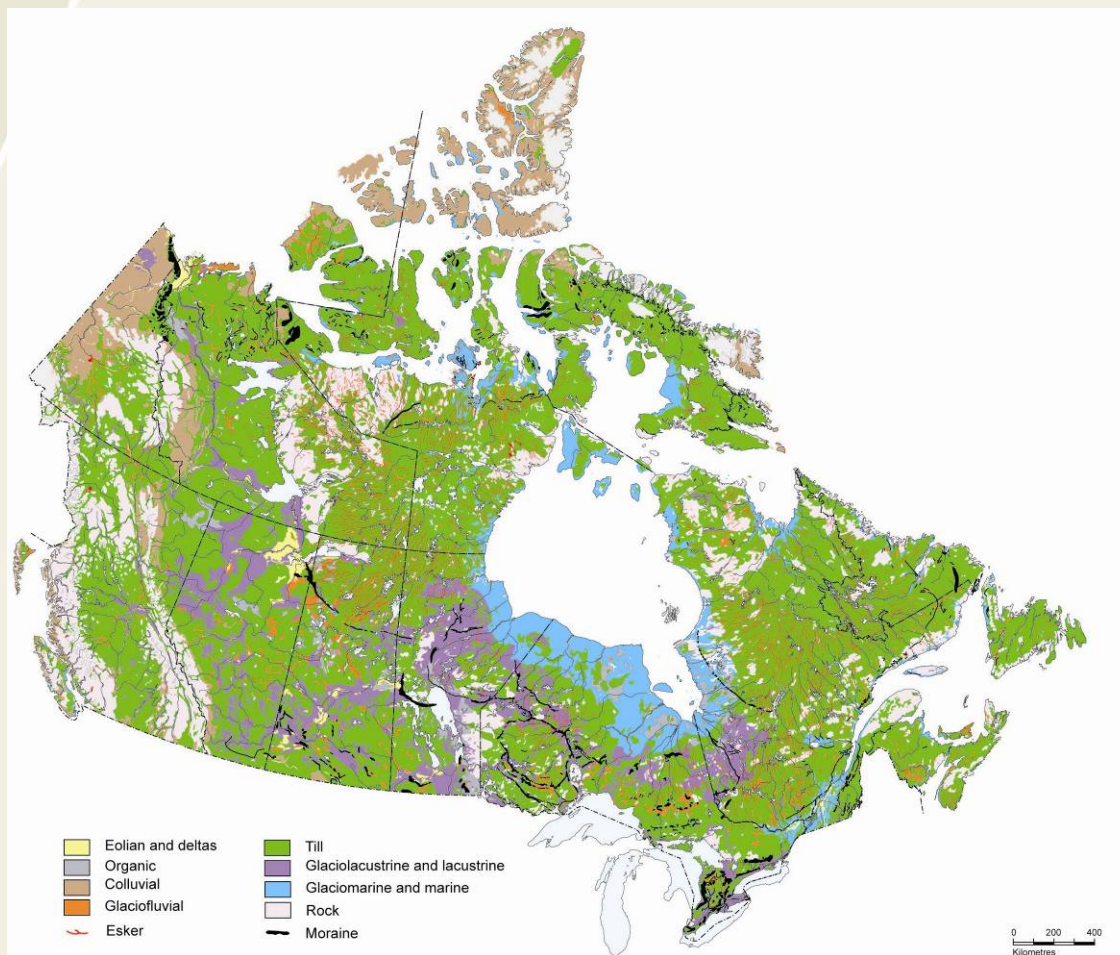 Eolian and deltas
Organic
Colluvial
Glaciofluvial
Esker
Till
Glaciolacustrine and lacustrine
Glaciomarine and marine
Rock
Moraine
0 200 400
Kilometres